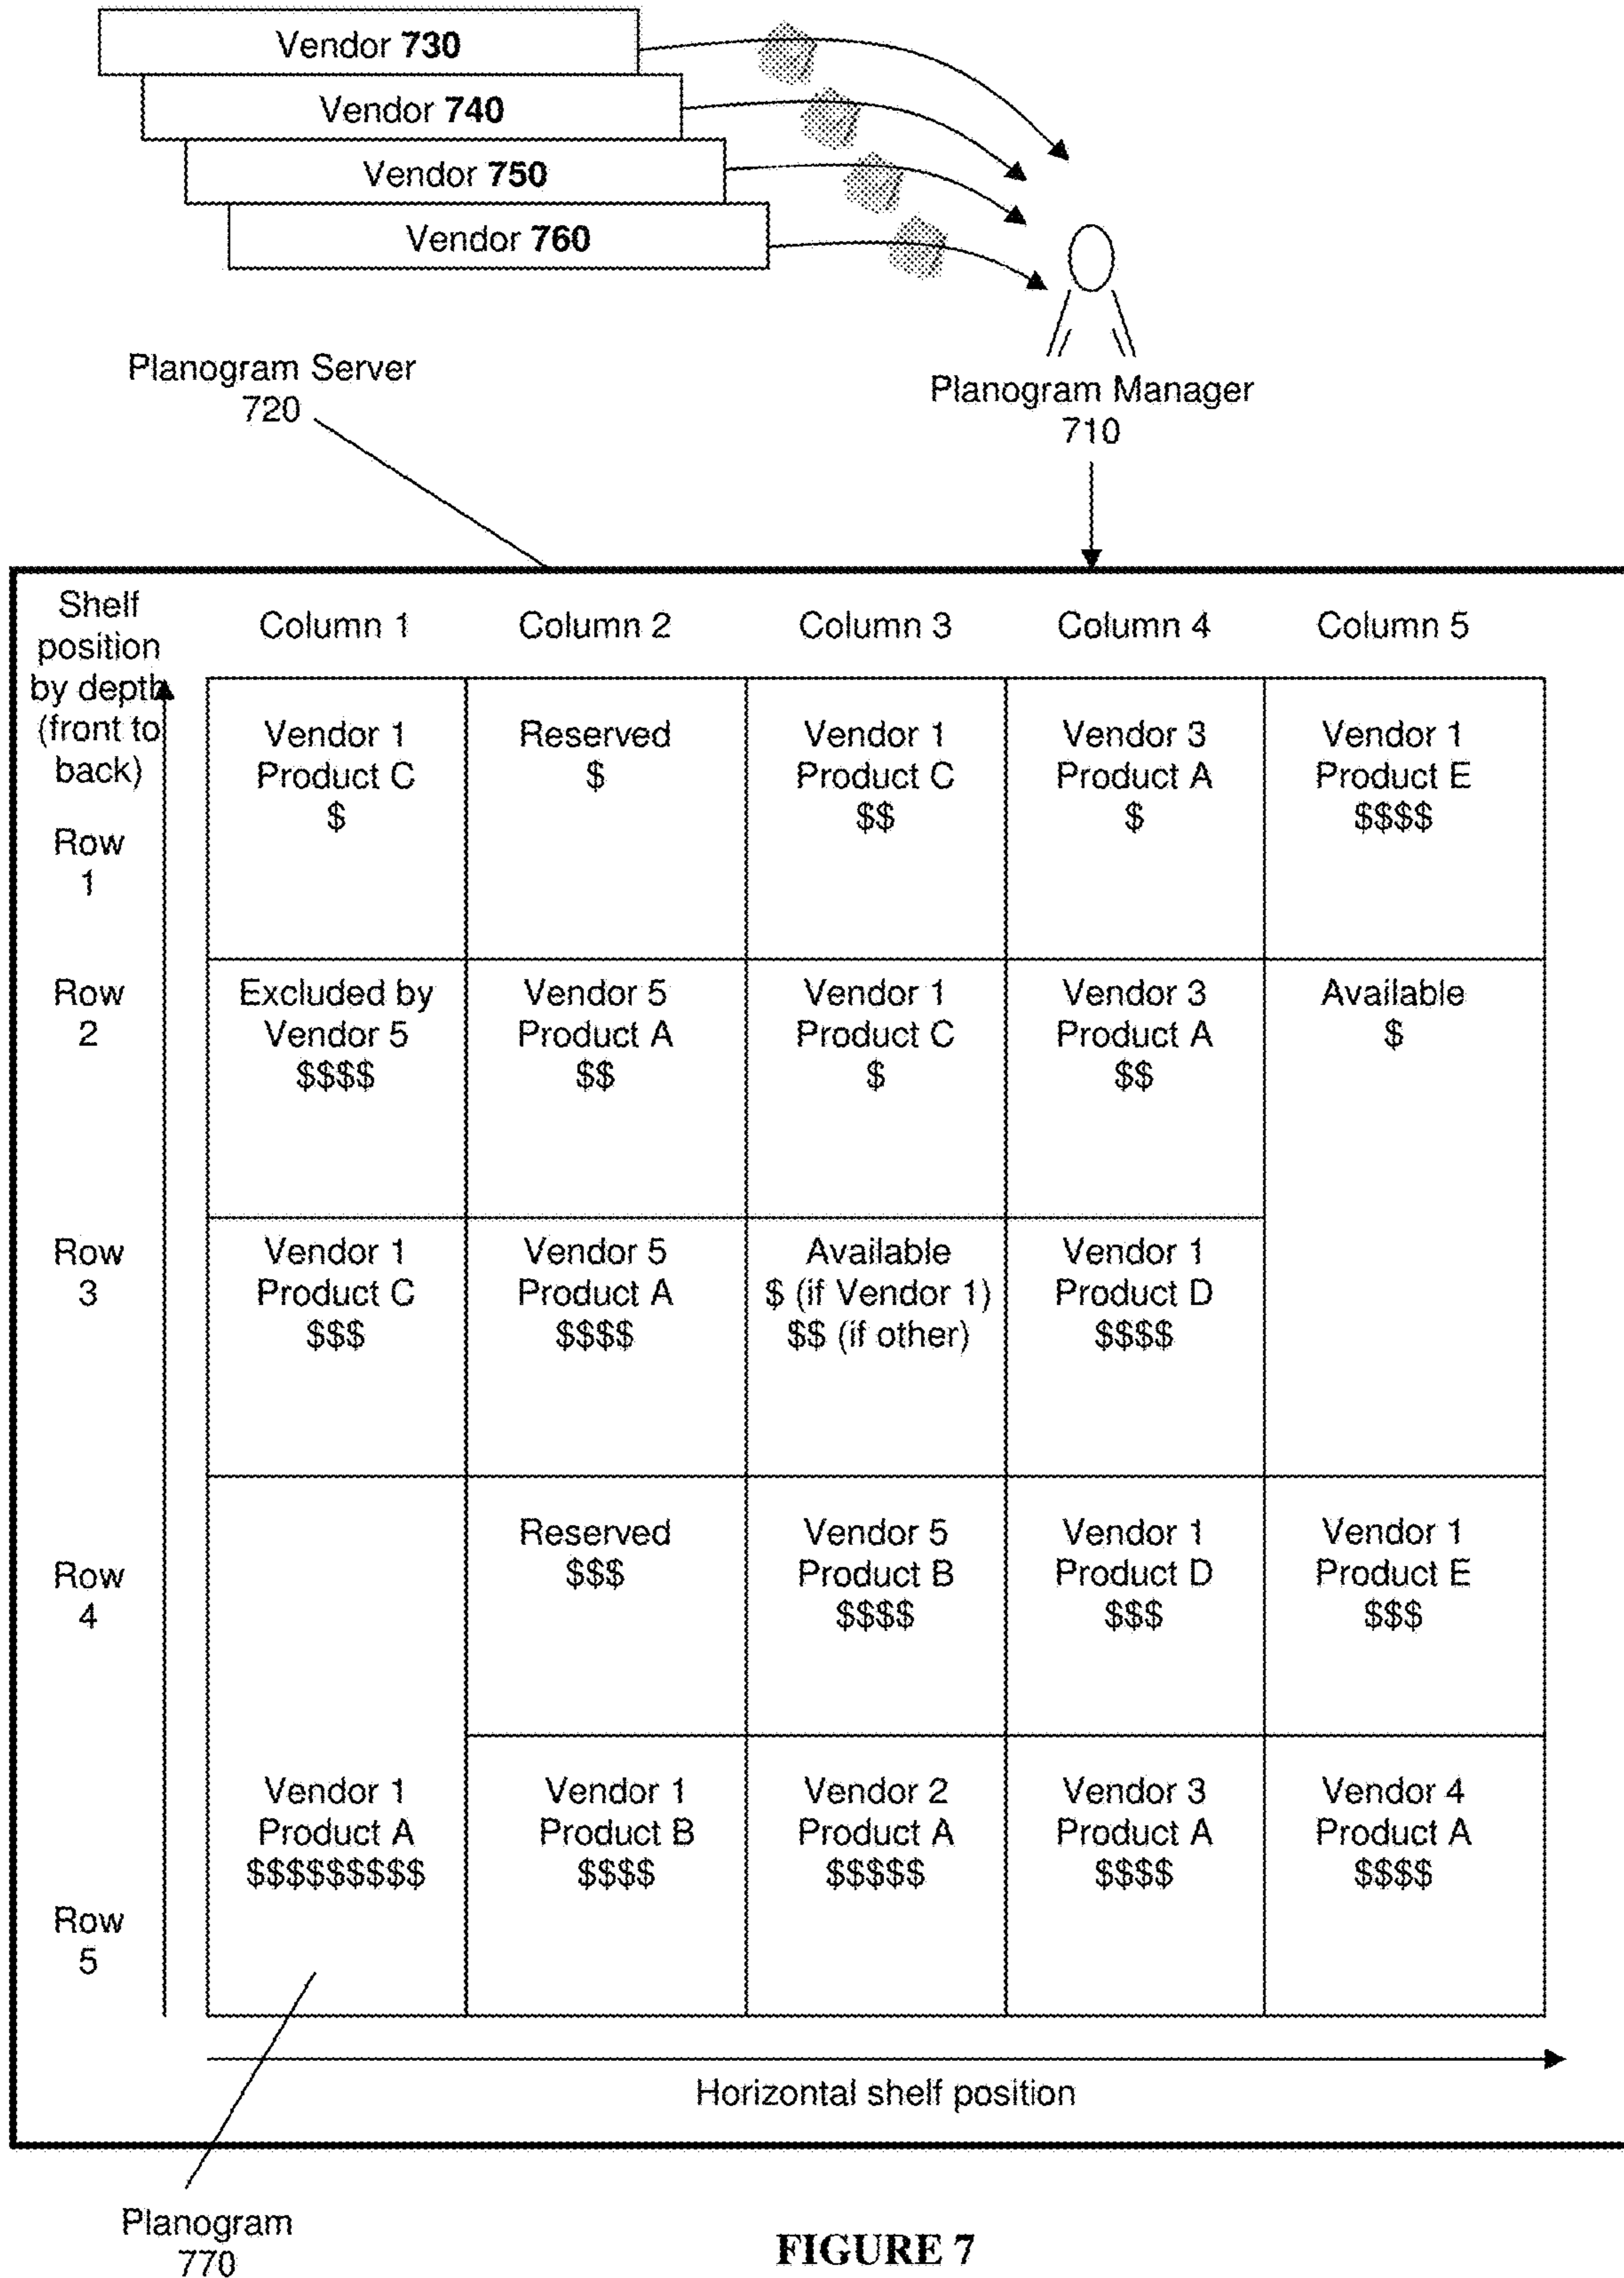 Vendor 730
Vendor 740
Vendor 750
Vendor 760
Planogram Server
720
Planogram Manager
710
Shelf
position
by depth
(front to
back)
Column 1
Column 2
Column 3
Column 4
Column 5
Row
1
Vendor 1
Product C
$
Reserved
$
Vendor 1
Product C
$$
Vendor 3
Product A
$
Vendor 1
Product E
$$$$
Row
2
Excluded by
Vendor 5
$$$$
Vendor 5
Product A
$$
Vendor 1
Product C
$
Vendor 3
Product A
$$
Available
$
Row
3
Vendor 1
Product C
$$$
Vendor 5
Product A
$$$$
Available
$ (if Vendor 1)
$$ (if other)
Vendor 1
Product D
$$$$
Row
4
Reserved
$$$
Vendor 5
Product B
$$$$
Vendor 1
Product D
$$$
Vendor 1
Product E
$$$
Row
5
Vendor 1
Product A
$$$$$$$$$
Vendor 1
Product B
$$$$
Vendor 2
Product A
$$$$$
Vendor 3
Product A
$$$$
Vendor 4
Product A
$$$$
Horizontal shelf position
Planogram
770
FIGURE 7